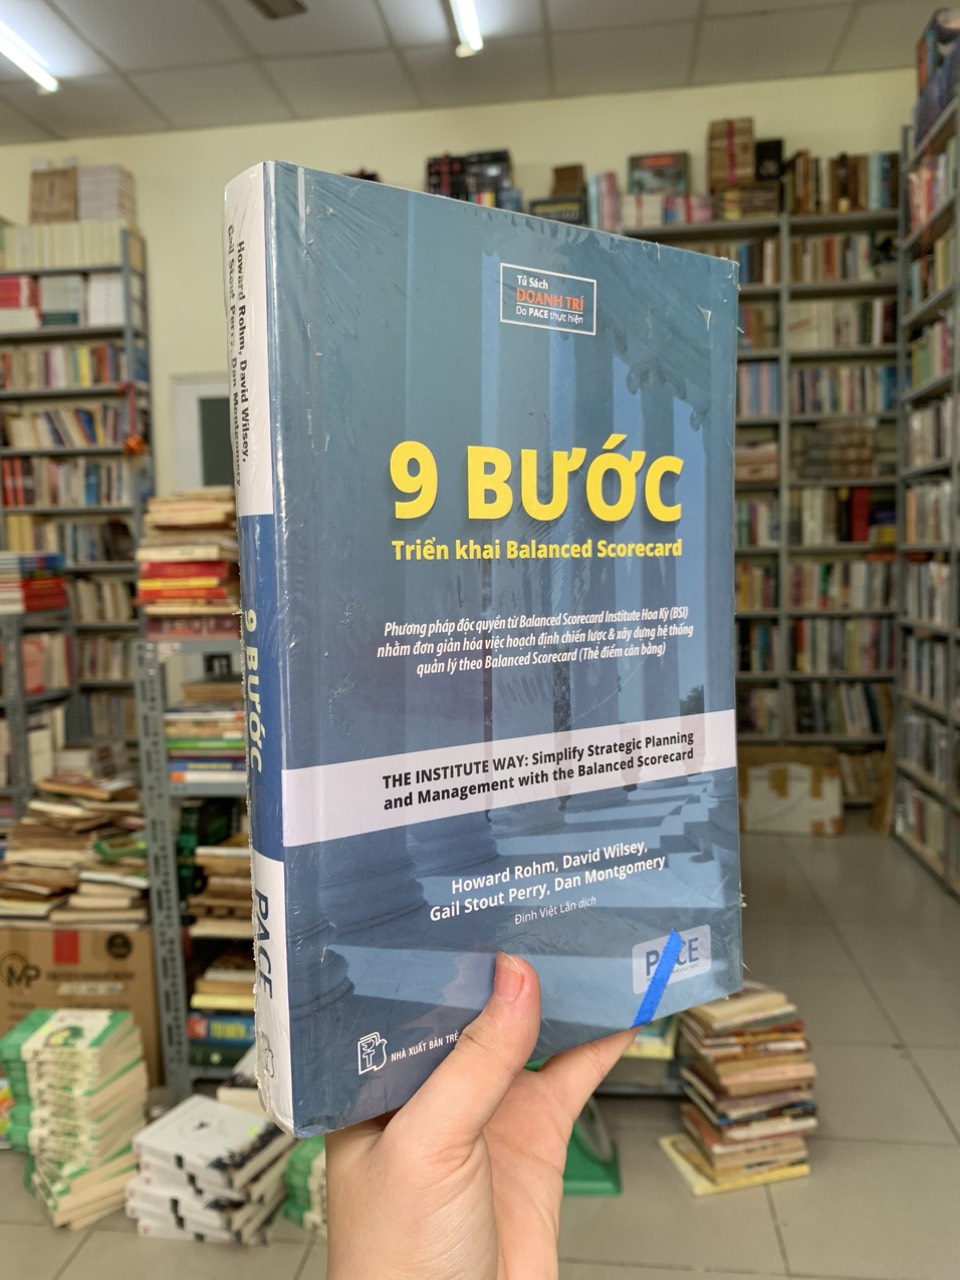 Tủ Sách
DOANH TRÍ
Do PACE thực hiện
9 BƯỚC
Triển khai Balanced Scorecard
Phương pháp độc quyền từ Balanced Scorecard Institute Hoa Kỳ (BSI)
nhằm đơn giản hóa việc hoạch định chiến lược & xây dựng hệ thống
quản lý theo Balanced Scorecard (Thẻ điểm cân bằng)
THE INSTITUTE WAY: Simplify Strategic Planning
and Management with the Balanced Scorecard
Howard Rohm, David Wilsey,
Gail Stout Perry, Dan Montgomery
Đinh Việt Lân dịch
PACE
NHÀ XUẤT BẢN TRẺ
Howard Rohm, David Wilsey,
Gail Stout Perry, Dan Montgomery
9 BƯỚC
PACE
MP